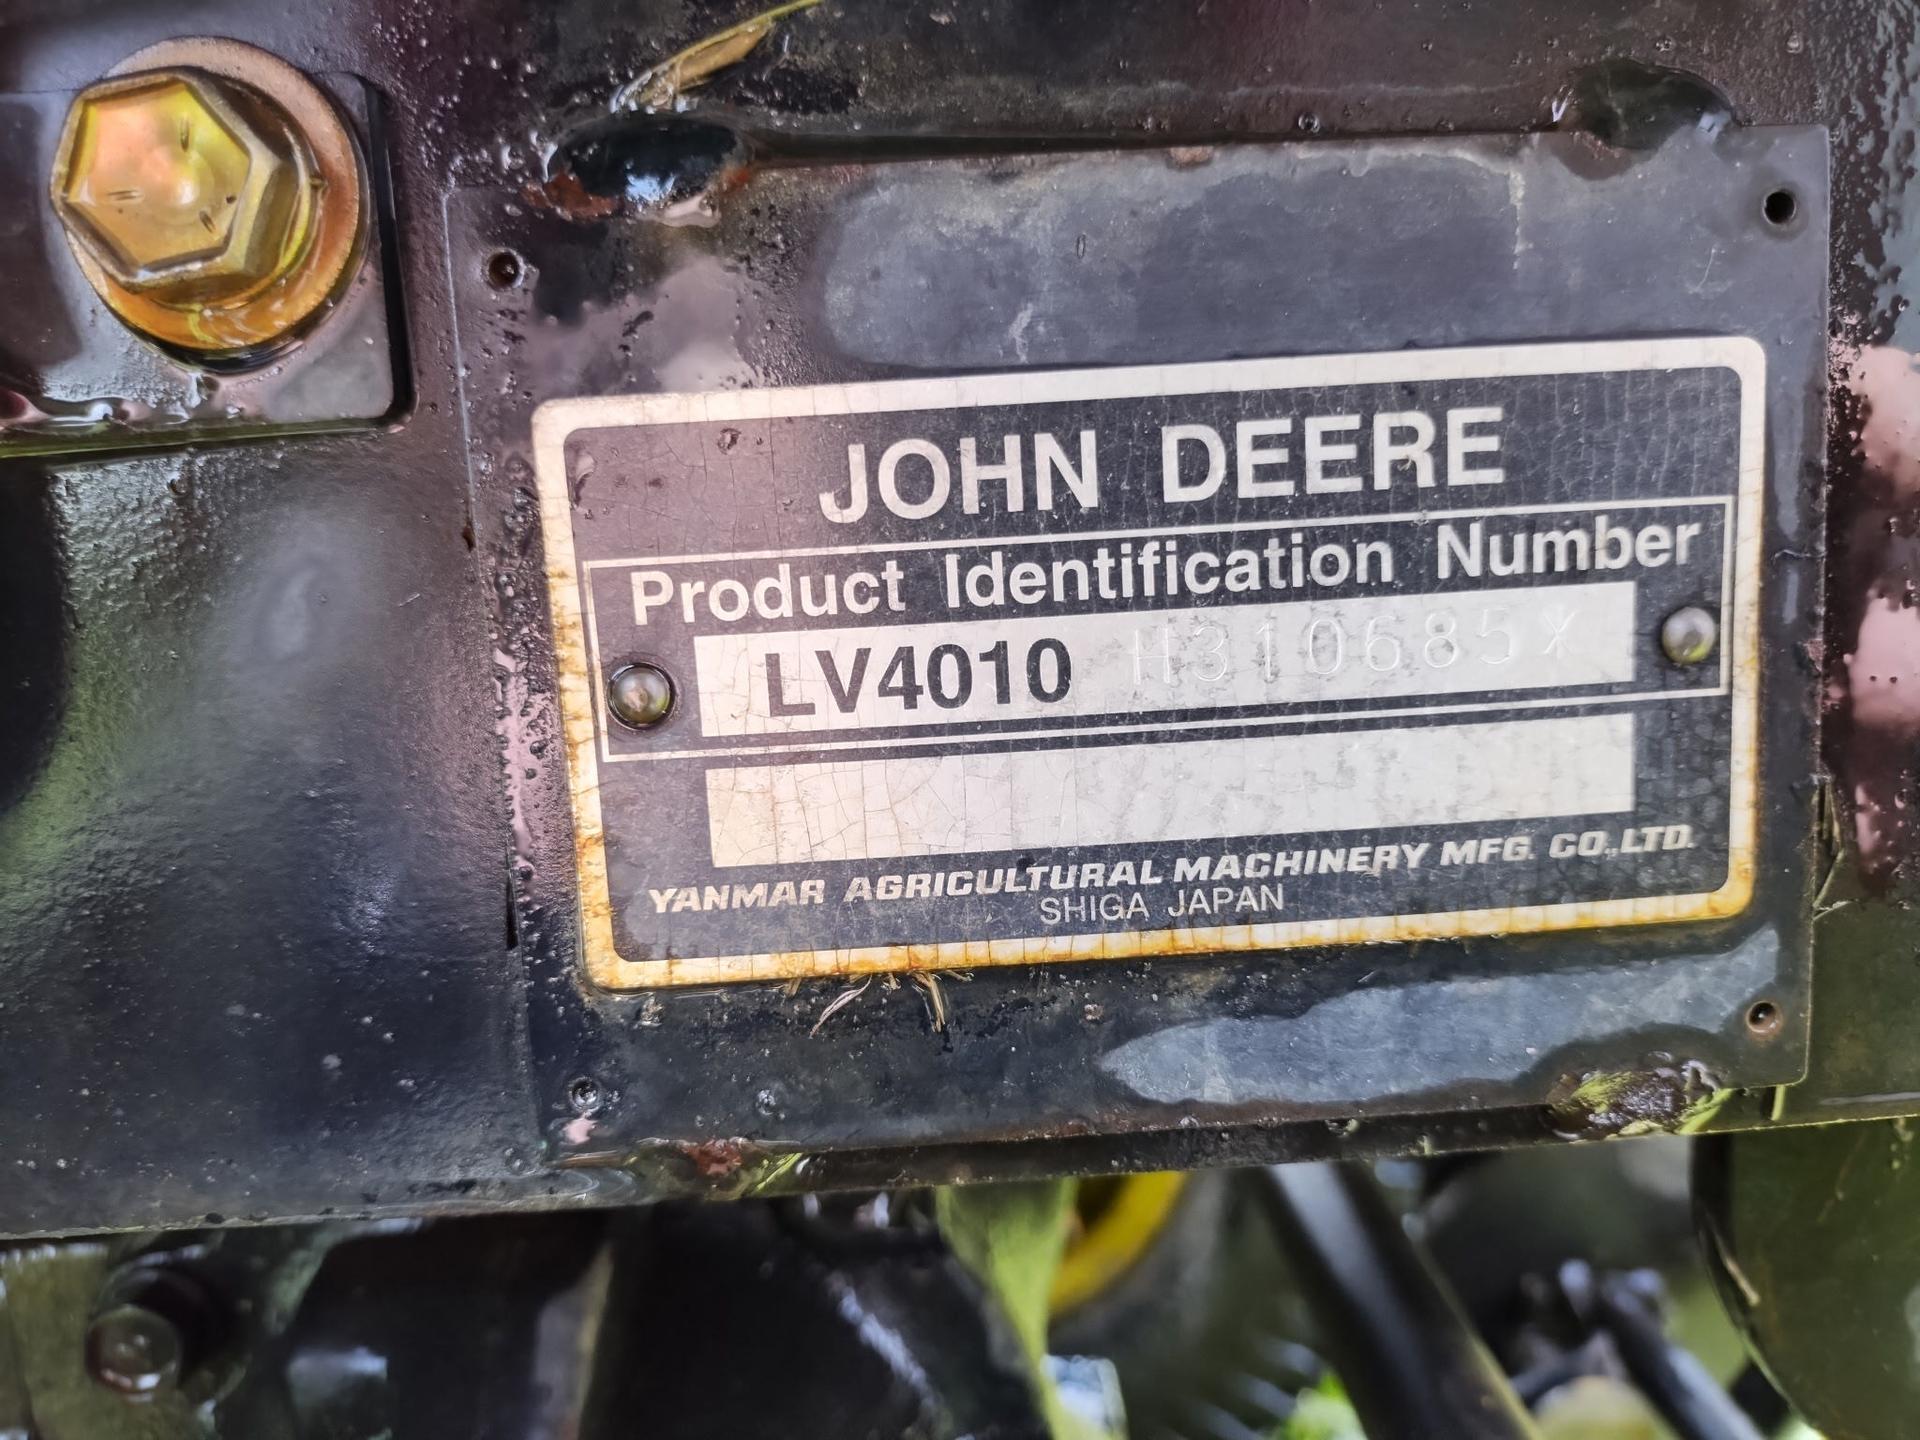 JOHN DEERE
Product Identification Number
LV4010 H310685X
YANMAR AGRICULTURAL MACHINERY MFG. CO.,LTD.
SHIGA JAPAN